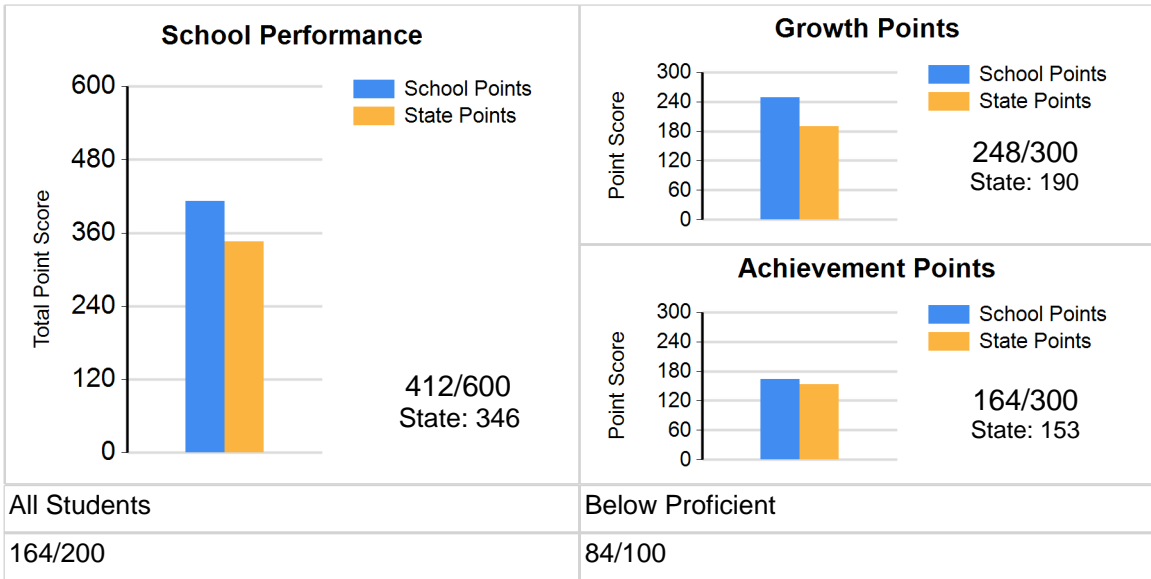 School Performance
600
480
360
240
120
0
Total Point Score
School Points
State Points
412/600
State: 346
Growth Points
300
240
180
120
60
0
Point Score
School Points
State Points
248/300
State: 190
Achievement Points
300
240
180
120
60
0
Point Score
School Points
State Points
164/300
State: 153
All Students
Below Proficient
164/200
84/100